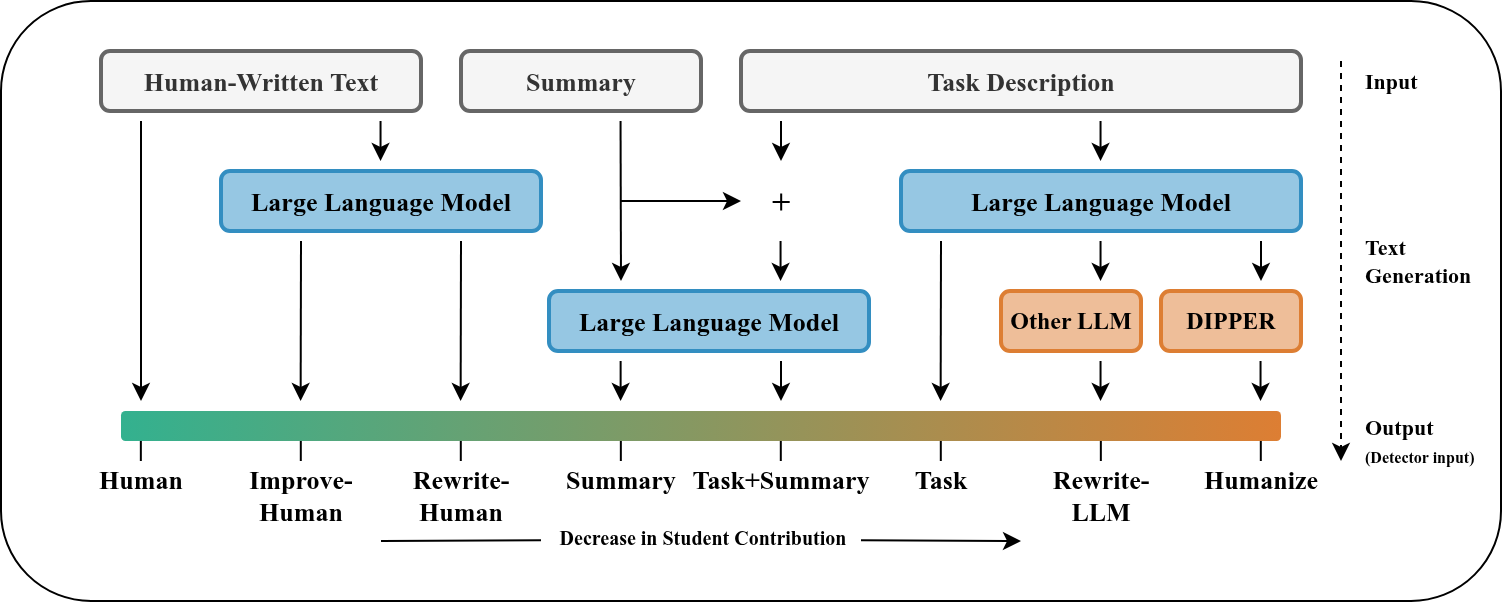 Human-Written Text
Summary
Task Description
Input
Large Language Model
+
Large Language Model
Text
Generation
Large Language Model
Other LLM
DIPPER
Output
(Detector input)
Human
Improve-
Human
Rewrite-
Human
Summary
Task+Summary
Task
Rewrite-
LLM
Humanize
Decrease in Student Contribution